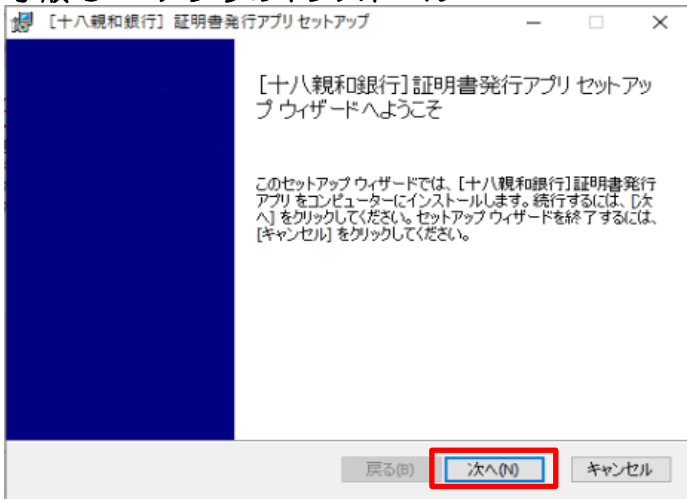 [十八親和銀行] 証明書発行アプリ セットアップ
[十八親和銀行] 証明書発行アプリ セットアッ
プ ウィザードへようこそ
このセットアップ ウィザードでは、[十八親和銀行] 証明書発行
アプリ をコンピューターにインストールします。続行するには、[次
へ] をクリックしてください。セットアップ ウィザードを終了するには、
[キャンセル] をクリックしてください。
戻る(B) 次へ(N) キャンセル